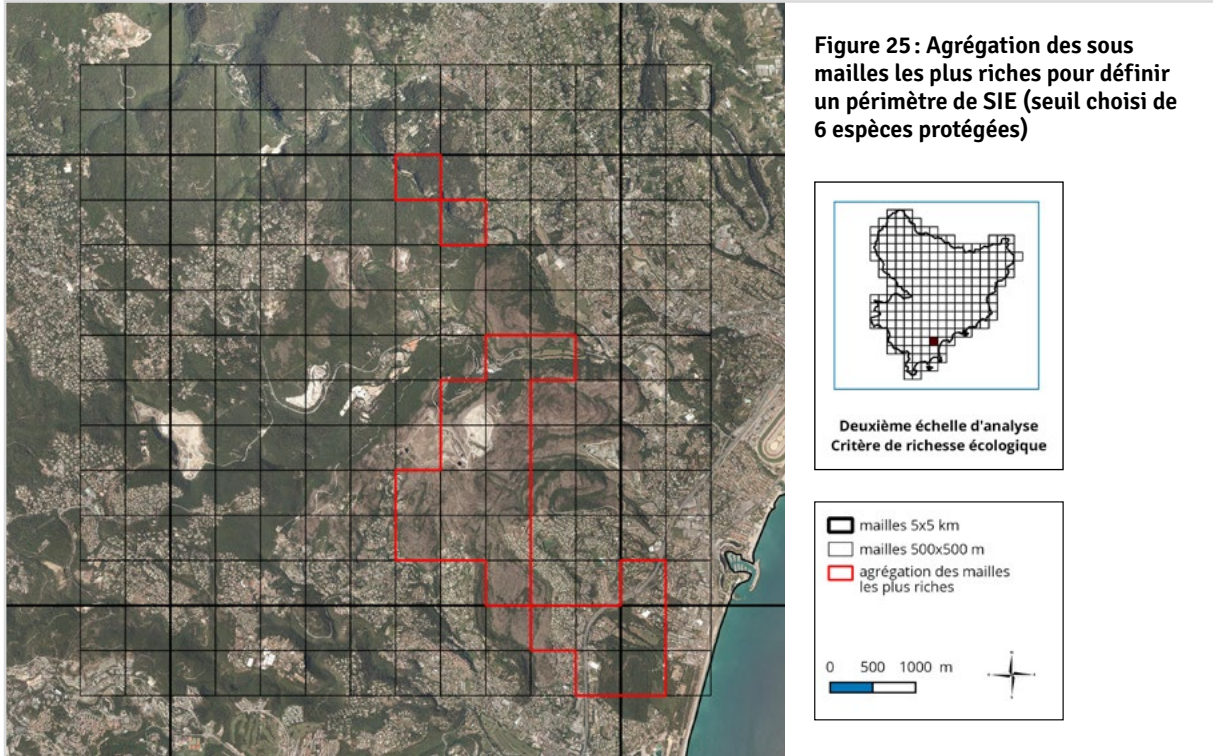 Figure 25 : Agrégation des sous
mailles les plus riches pour définir
un périmètre de SIE (seuil choisi de
6 espèces protégées)
Deuxième échelle d'analyse
Critère de richesse écologique
mailles 5x5 km
mailles 500x500 m
agrégation des mailles
les plus riches
0 500 1000 m